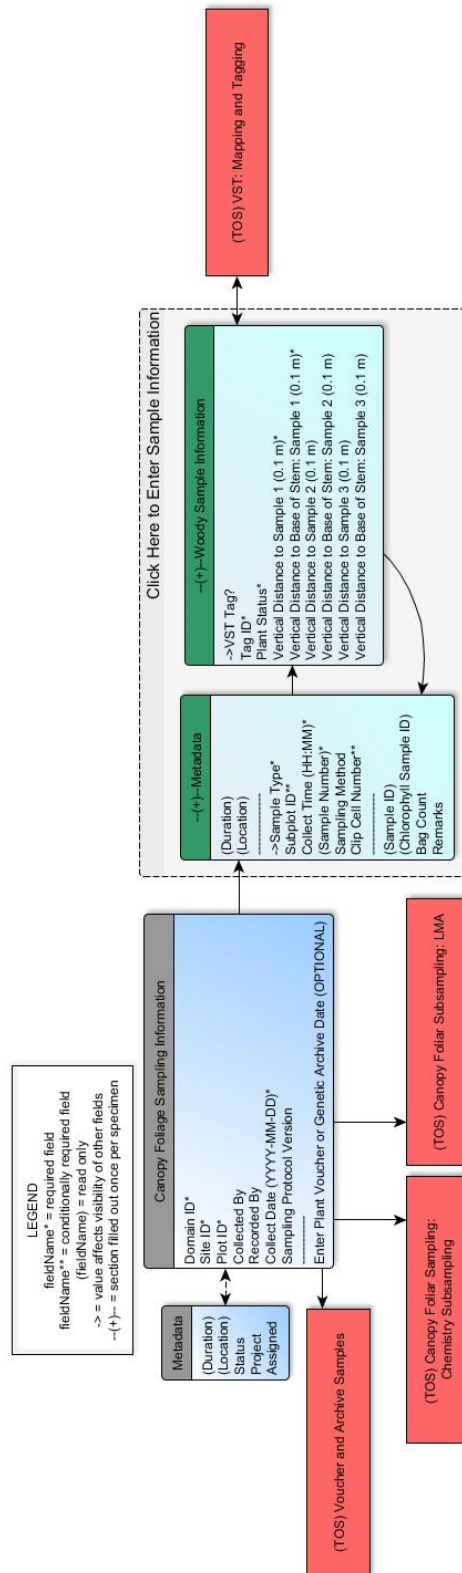 LEGEND
fieldName* = required field
fieldName** = conditionally required field
(fieldName) = read only
-> = value affects visibility of other fields
--(+)-- = section filled out once per specimen
Metadata
(Duration)
(Location)
Status
Project
Assigned
Canopy Foliage Sampling Information
Domain ID*
Site ID*
Plot ID*
Collected By
Recorded By
Collect Date (YYYY-MM-DD)*
Sampling Protocol Version
----------------
Enter Plant Voucher or Genetic Archive Date (OPTIONAL)
(TOS) Voucher and Archive Samples
(TOS) Canopy Foliar Sampling:
Chemistry Subsampling
(TOS) Canopy Foliar Subsampling: LMA
Click Here to Enter Sample Information
--(+)--Metadata
(Duration)
(Location)
----------------
->Sample Type*
Subplot ID**
Collect Time (HH:MM)*
(Sample Number)*
Sampling Method
Clip Cell Number**
----------------
(Sample ID)
(Chlorophyll Sample ID)
Bag Count
Remarks
--(+)--Woody Sample Information
->VST Tag?
Tag ID*
Plant Status*
Vertical Distance to Sample 1 (0.1 m)*
Vertical Distance to Base of Stem: Sample 1 (0.1 m)*
Vertical Distance to Sample 2 (0.1 m)
Vertical Distance to Base of Stem: Sample 2 (0.1 m)
Vertical Distance to Sample 3 (0.1 m)
Vertical Distance to Base of Stem: Sample 3 (0.1 m)
(TOS) VST: Mapping and Tagging